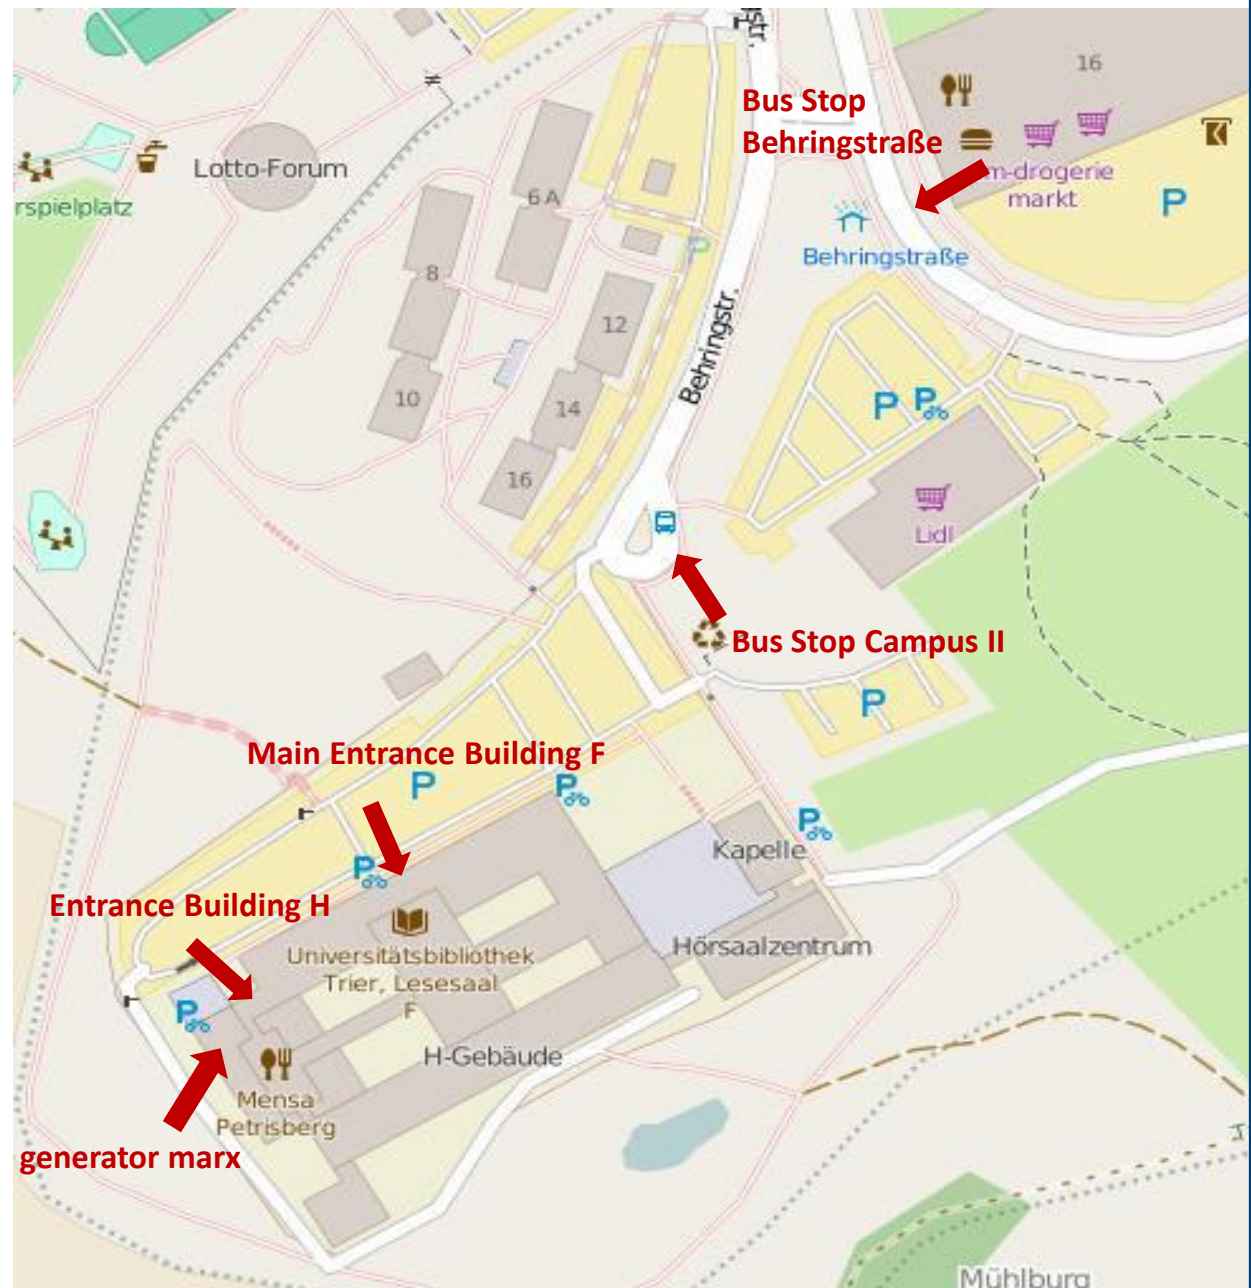 gstr.
16
Bus Stop
Behringstraße
m-drogerie
markt
P
Lotto-Forum
rspielplatz
6 A
P
Behringstraße
8
12
Behringstr.
10
14
P P
16
Lidl
Bus Stop Campus II
P
Main Entrance Building F
P
P
P
Kapelle
P
Entrance Building H
Universitätsbibliothek
Trier, Lesesaal
F
Hörsaalzentrum
P
H-Gebäude
Mensa
Petrisberg
generator marx
Mühlburg